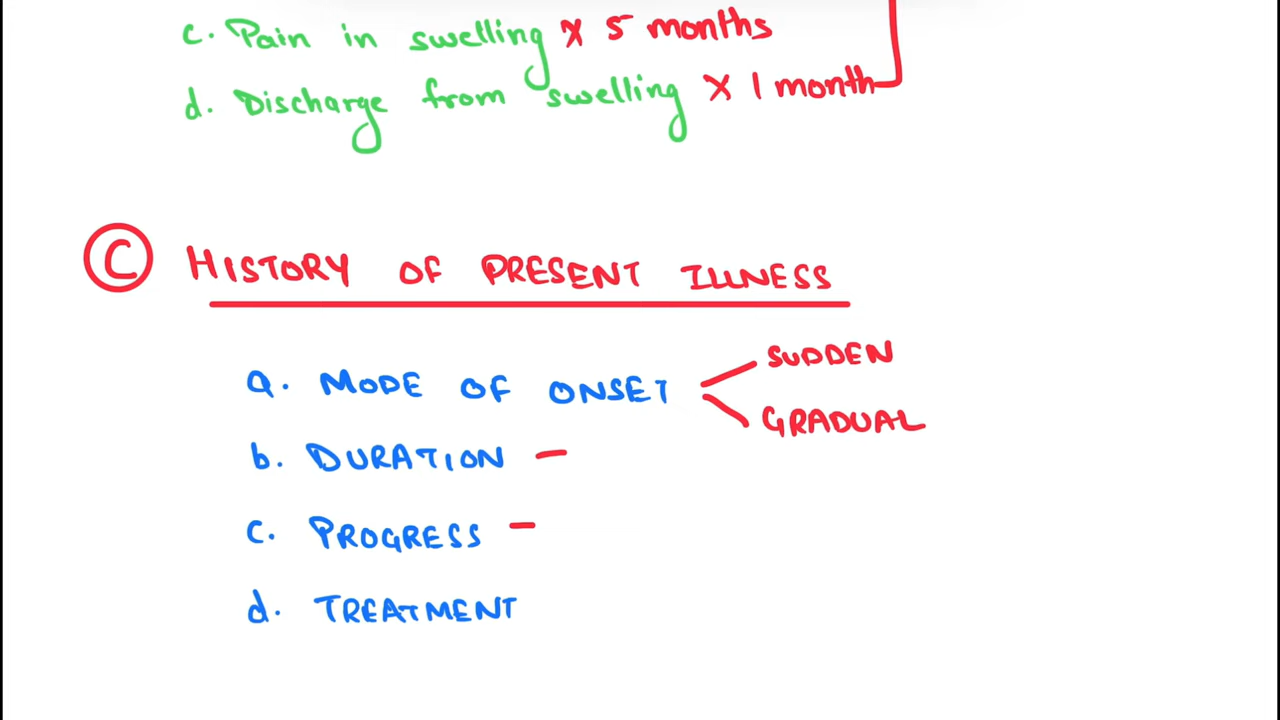 c. Pain in swelling x 5 months
d. Discharge from swelling x 1 month
C HISTORY OF PRESENT ILLNESS
a. MODE OF ONSET
SUDDEN
GRADUAL
b. DURATION -
c. PROGRESS -
d. TREATMENT